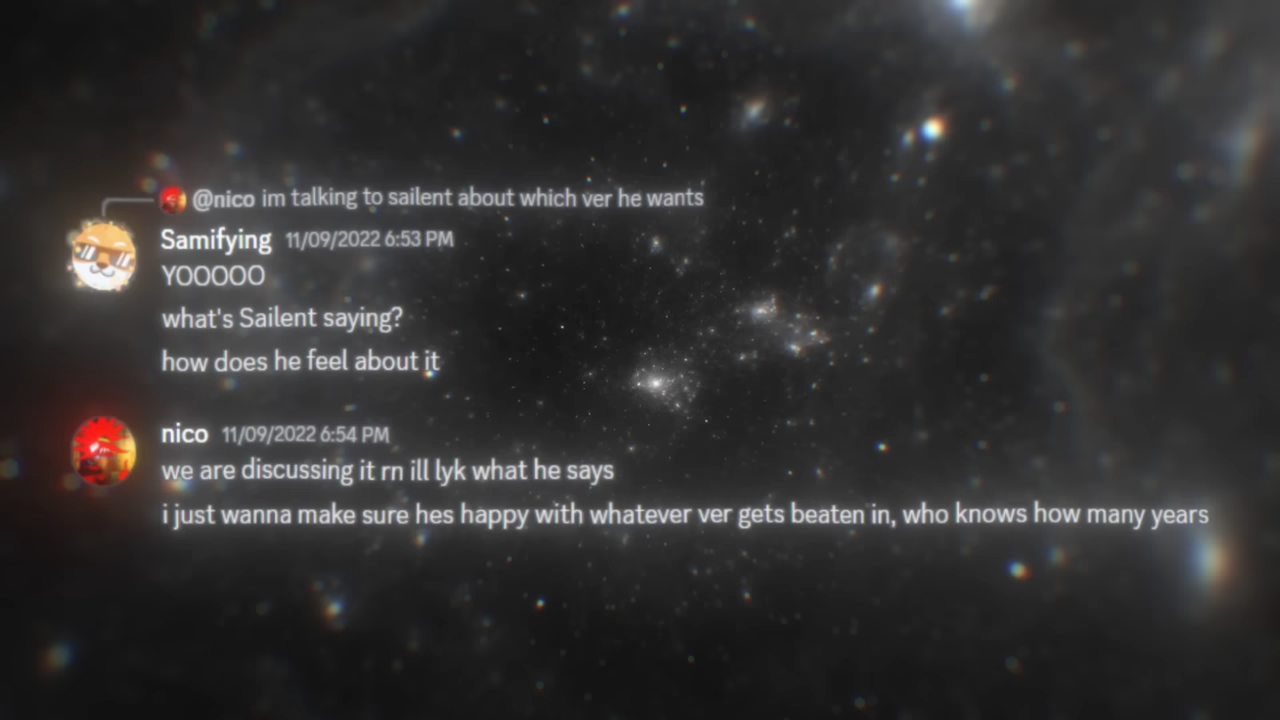 @nico im talking to sailent about which ver he wants
Samifying 11/09/2022 6:53 PM
YOOOOO
what's Sailent saying?
how does he feel about it
nico 11/09/2022 6:54 PM
we are discussing it rn ill lyk what he says
i just wanna make sure hes happy with whatever ver gets beaten in, who knows how many years